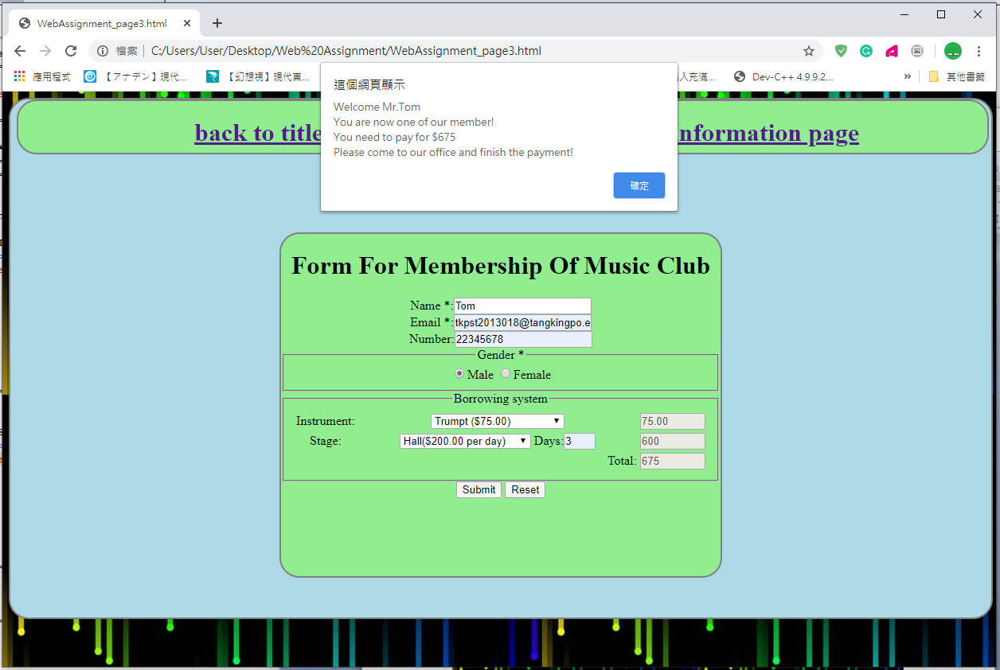 WebAssignment_page3.html
檔案 C:/Users/User/Desktop/Web%20Assignment/WebAssignment_page3.html
應用程式 【アナデン】現代... 【幻想視】現代東... 入充滿... Dev-C++ 4.9.9.2... » 其他書籤
這個網頁顯示
Welcome Mr.Tom
You are now one of our member!
You need to pay for $675
Please come to our office and finish the payment!
確定
back to title nformation page
Form For Membership Of Music Club
Name *: Tom
Email *: tkpst2013018@tangkingpo.e
Number: 22345678
Gender *
Male Female
Borrowing system
Instrument: Trumpt ($75.00) 75.00
Stage: Hall($200.00 per day) Days: 3 600
Total: 675
Submit Reset